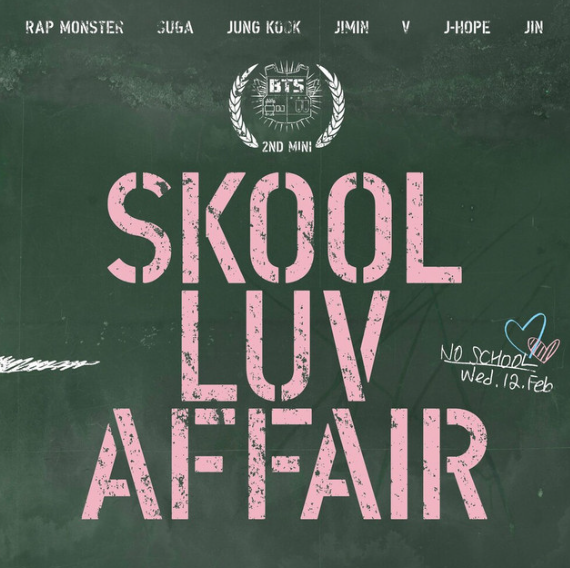 RAP MONSTER SUGA JUNG KOOK JIMIN V J-HOPE JIN
BTS
2ND MINI
SKOOL
LUV
AFFAIR
NO SCHOOL
Wed. 12. Feb